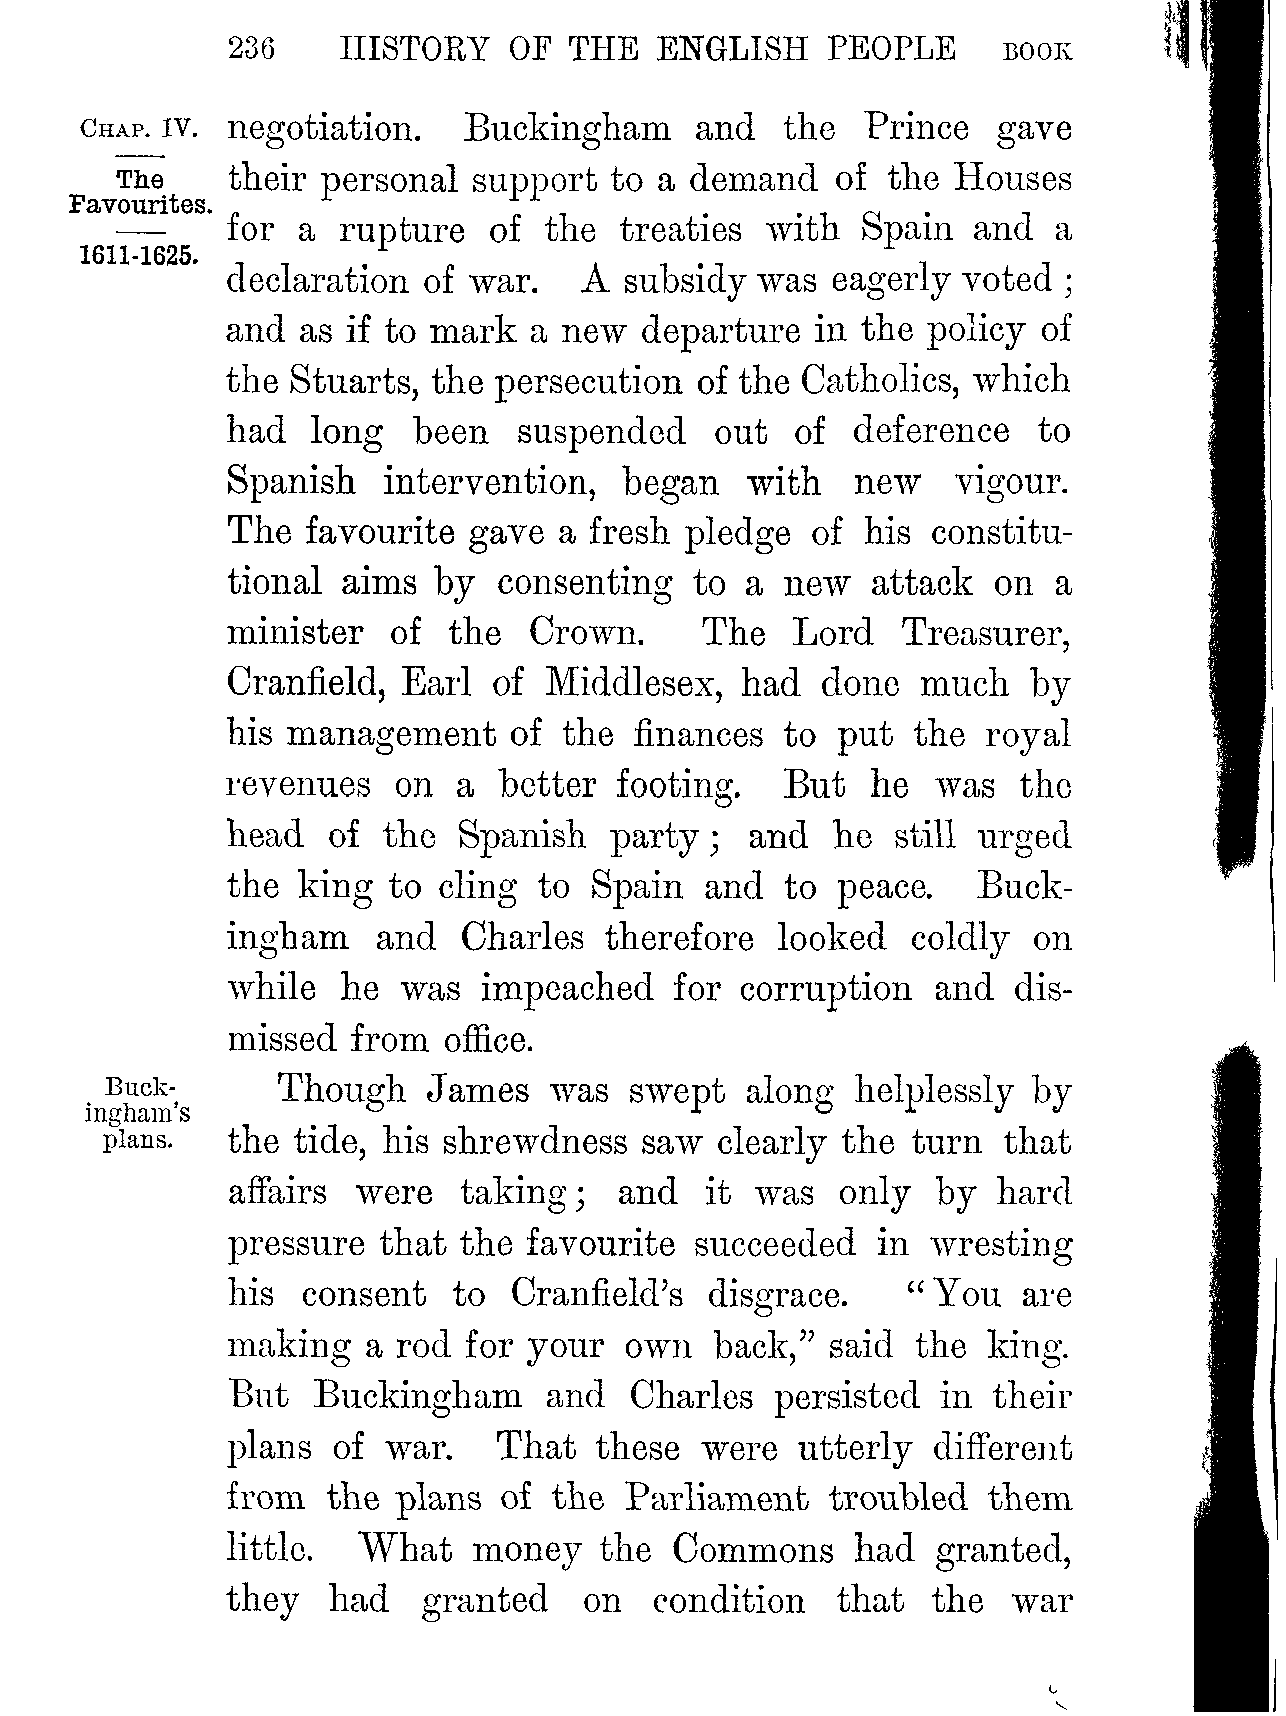 236 HISTORY OF THE ENGLISH PEOPLE BOOK
CHAP. IV.
The
Favourites.
1611-1625.
negotiation. Buckingham and the Prince gave
their personal support to a demand of the Houses
for a rupture of the treaties with Spain and a
declaration of war. A subsidy was eagerly voted ;
and as if to mark a new departure in the policy of
the Stuarts, the persecution of the Catholics, which
had long been suspended out of deference to
Spanish intervention, began with new vigour.
The favourite gave a fresh pledge of his constitu-
tional aims by consenting to a new attack on a
minister of the Crown. The Lord Treasurer,
Cranfield, Earl of Middlesex, had done much by
his management of the finances to put the royal
revenues on a better footing. But he was the
head of the Spanish party ; and he still urged
the king to cling to Spain and to peace. Buck-
ingham and Charles therefore looked coldly on
while he was impeached for corruption and dis-
missed from office.
Buck-
ingham's
plans.
Though James was swept along helplessly by
the tide, his shrewdness saw clearly the turn that
affairs were taking ; and it was only by hard
pressure that the favourite succeeded in wresting
his consent to Cranfield's disgrace. "You are
making a rod for your own back," said the king.
But Buckingham and Charles persisted in their
plans of war. That these were utterly different
from the plans of the Parliament troubled them
little. What money the Commons had granted,
they had granted on condition that the war